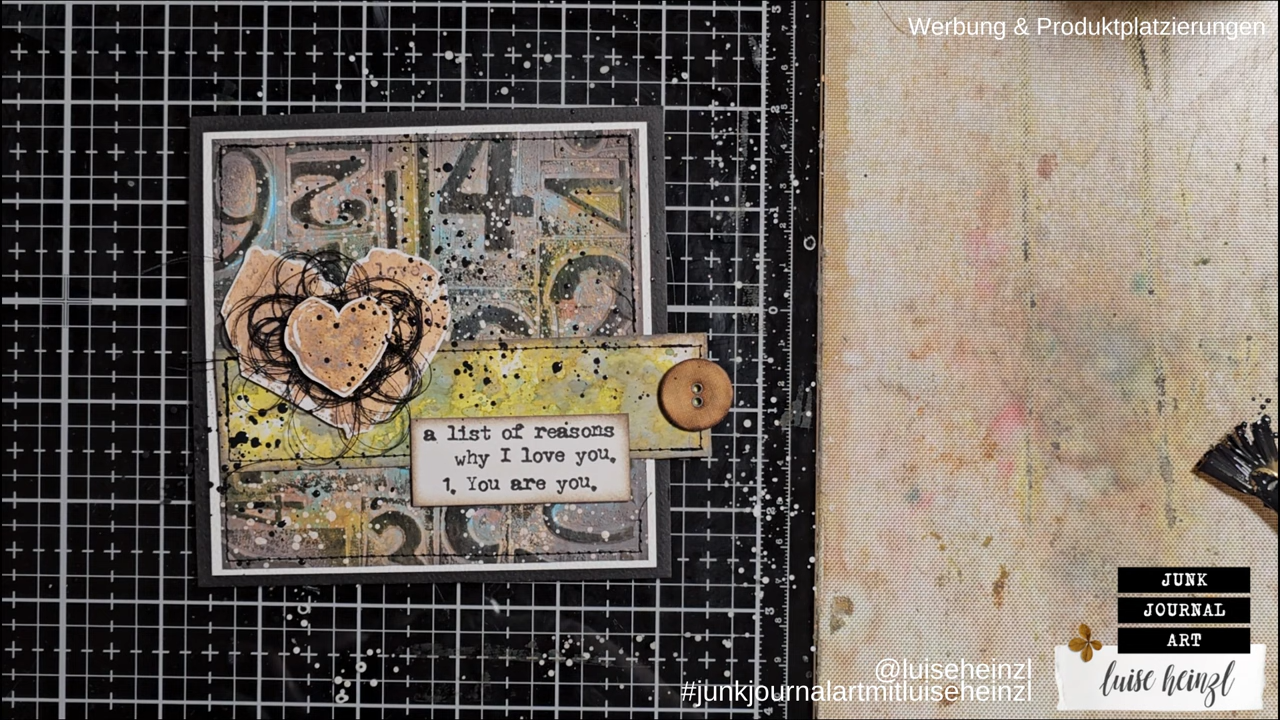 Werbung & Produktplatzierungen
love
a list of reasons
why I love you.
1. You are you.
@luiseheinzl
#junkjournalartmitluiseheinzl
JUNK
JOURNAL
ART
luise heinzl